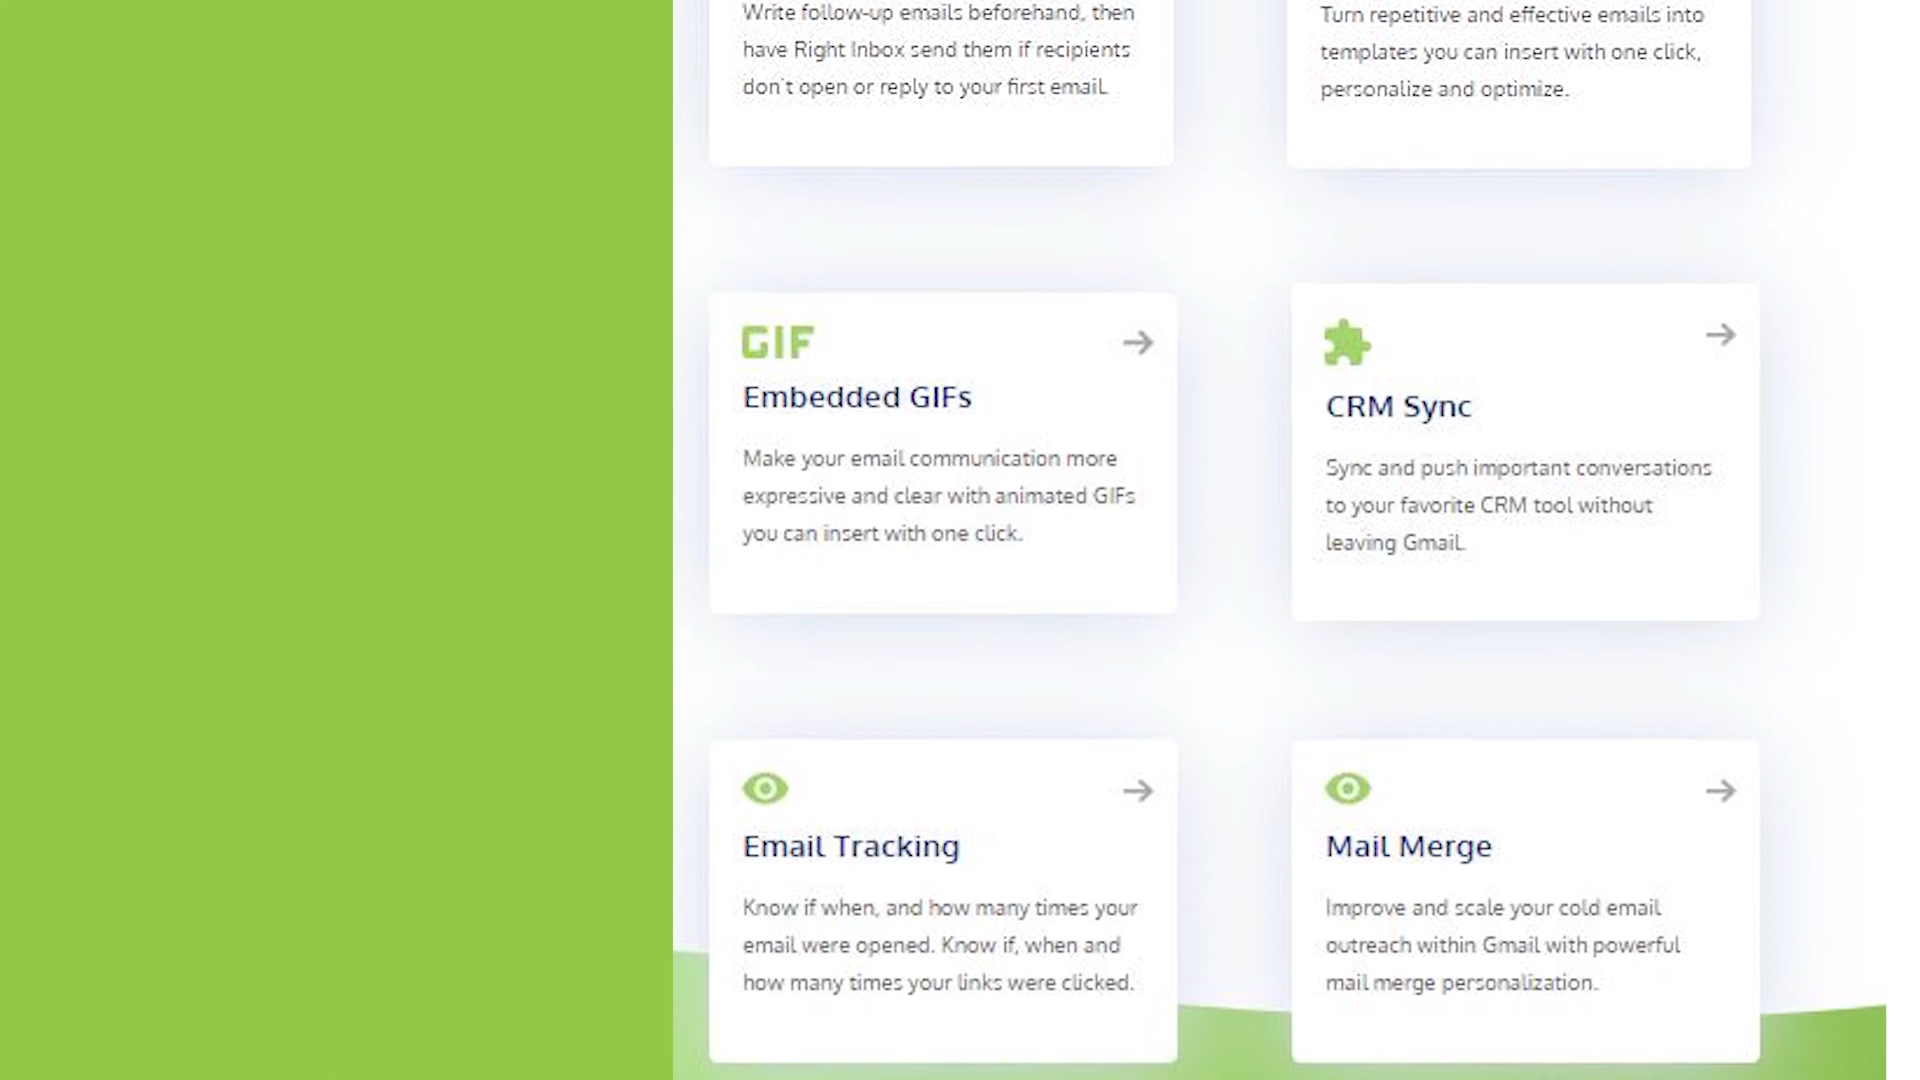 Write follow-up emails beforehand, then
have Right Inbox send them if recipients
don't open or reply to your first email.
Turn repetitive and effective emails into
templates you can insert with one click,
personalize and optimize.
GIF
Embedded GIFs
Make your email communication more
expressive and clear with animated GIFs
you can insert with one click.
CRM Sync
Sync and push important conversations
to your favorite CRM tool without
leaving Gmail.
Email Tracking
Know if when, and how many times your
email were opened. Know if, when and
how many times your links were clicked.
Mail Merge
Improve and scale your cold email
outreach within Gmail with powerful
mail merge personalization.